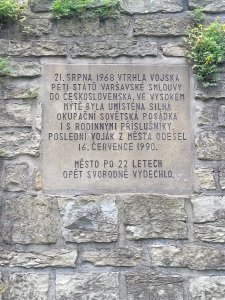 21. SRPNA 1968 VTRHLA VOJSKA
PĚTI STÁTŮ VARŠAVSKÉ SMLOUVY
DO ČESKOSLOVENSKA, VE VYSOKÉM
MÝTĚ BYLA UMÍSTĚNA SILNÁ
OKUPAČNÍ SOVĚTSKÁ POSÁDKA
I S RODINNÝMI PŘÍSLUŠNÍKY.
POSLEDNÍ VOJÁK Z MĚSTA ODEŠEL
16. ČERVENCE 1990.
MĚSTO PO 22 LETECH
OPĚT SVOBODNĚ VYDECHLO.